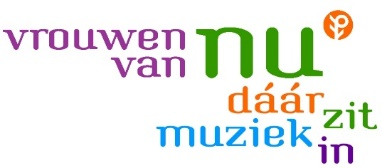 vrouwen
van nu
dáár
zit
muziek
in